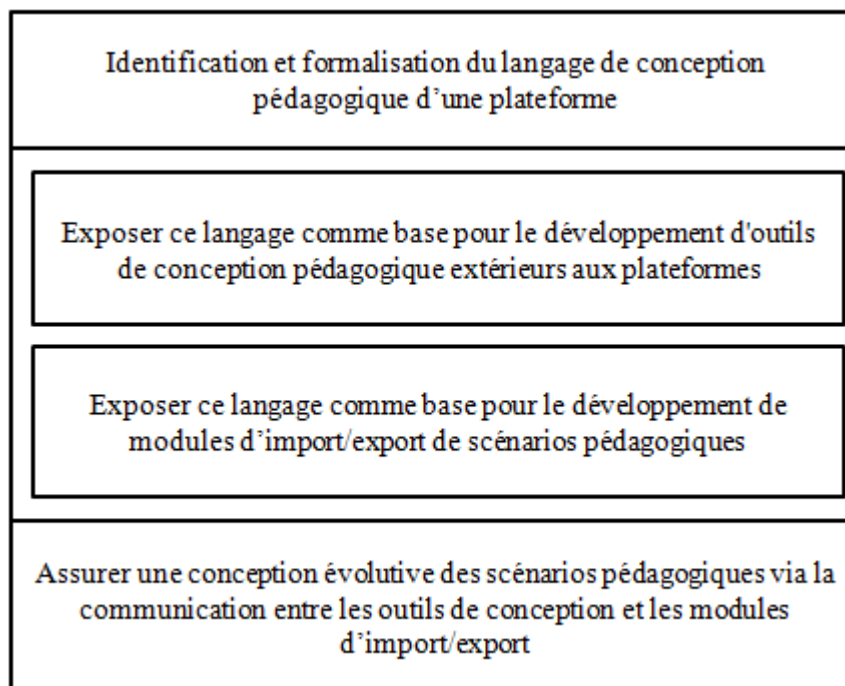 Identification et formalisation du langage de conception
pédagogique d’une plateforme
Exposer ce langage comme base pour le développement d'outils
de conception pédagogique extérieurs aux plateformes
Exposer ce langage comme base pour le développement de
modules d’import/export de scénarios pédagogiques
Assurer une conception évolutive des scénarios pédagogiques via la
communication entre les outils de conception et les modules
d’import/export